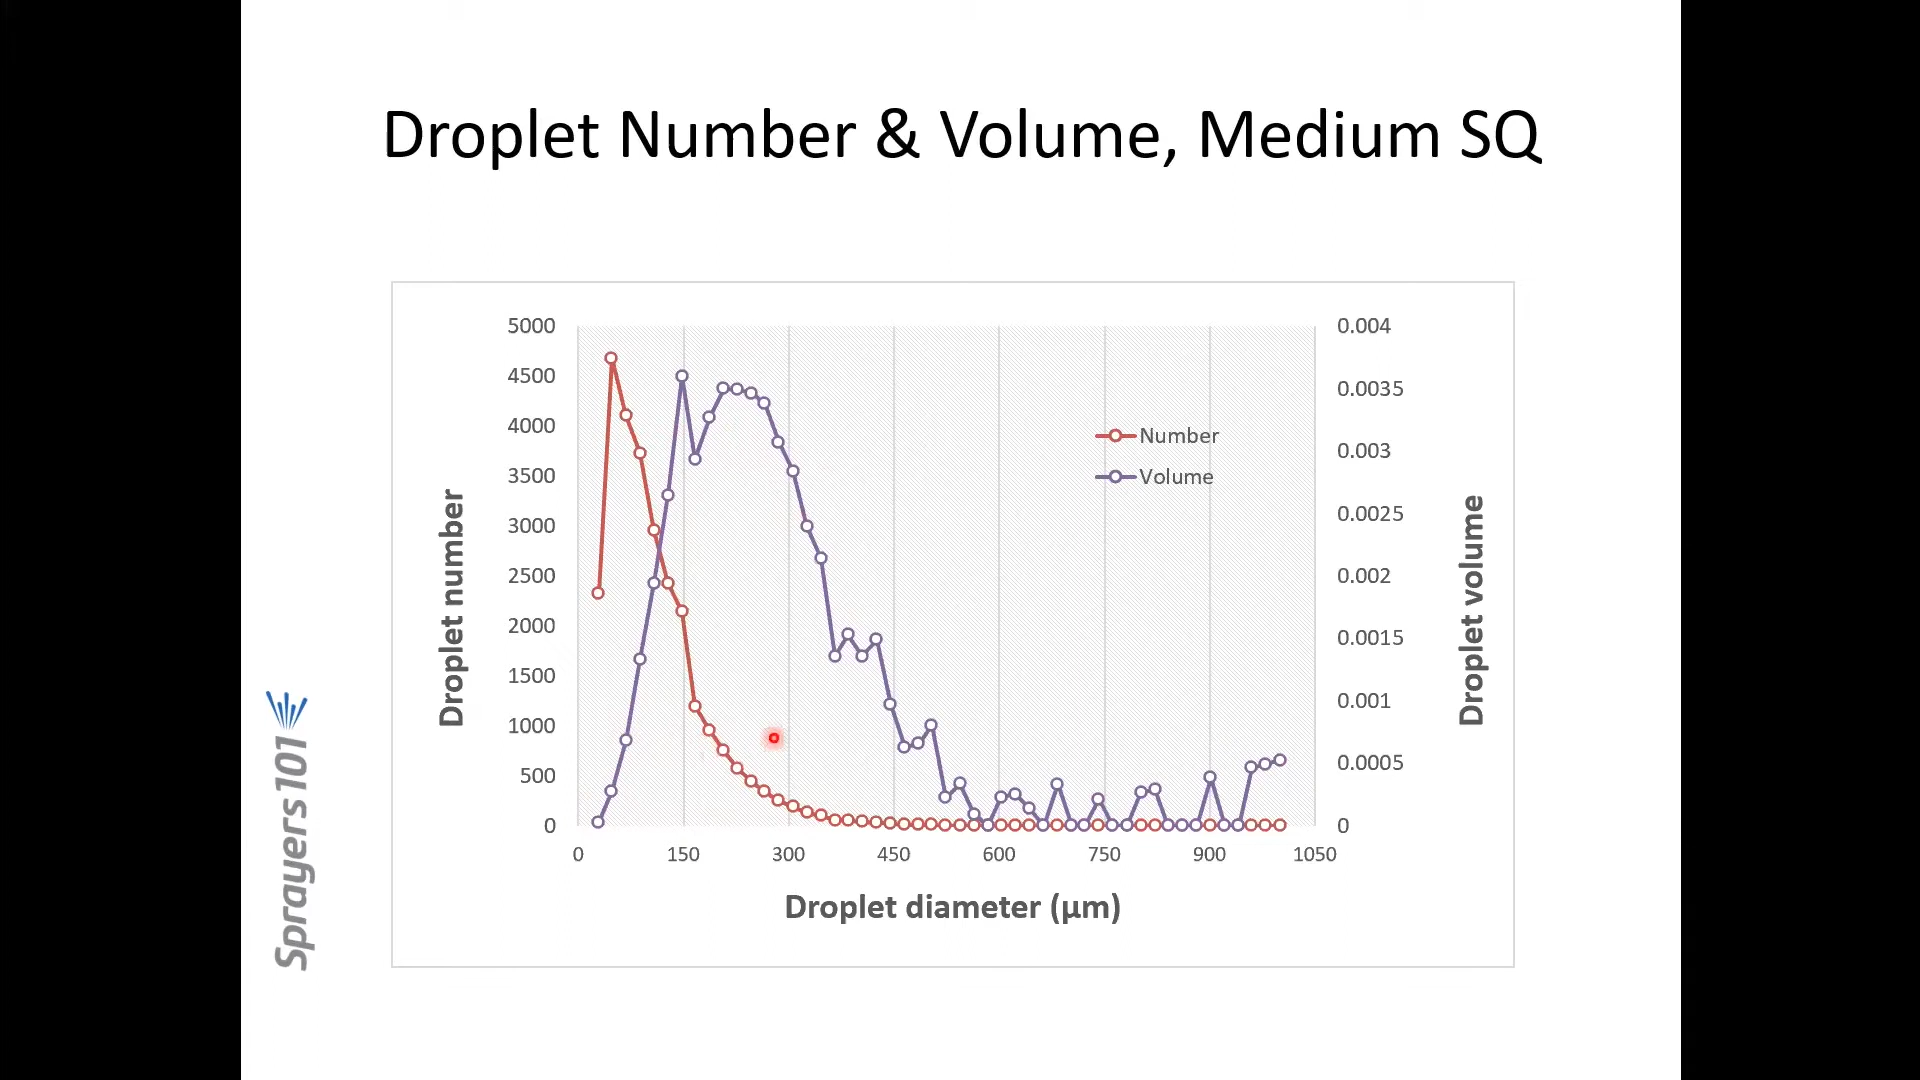 Droplet Number & Volume, Medium SQ
5000
4500
4000
3500
3000
2500
2000
1500
1000
500
0
Droplet number
0.004
0.0035
0.003
0.0025
0.002
0.0015
0.001
0.0005
0
Droplet volume
Number
Volume
0 150 300 450 600 750 900 1050
Droplet diameter (µm)
Sprayers101